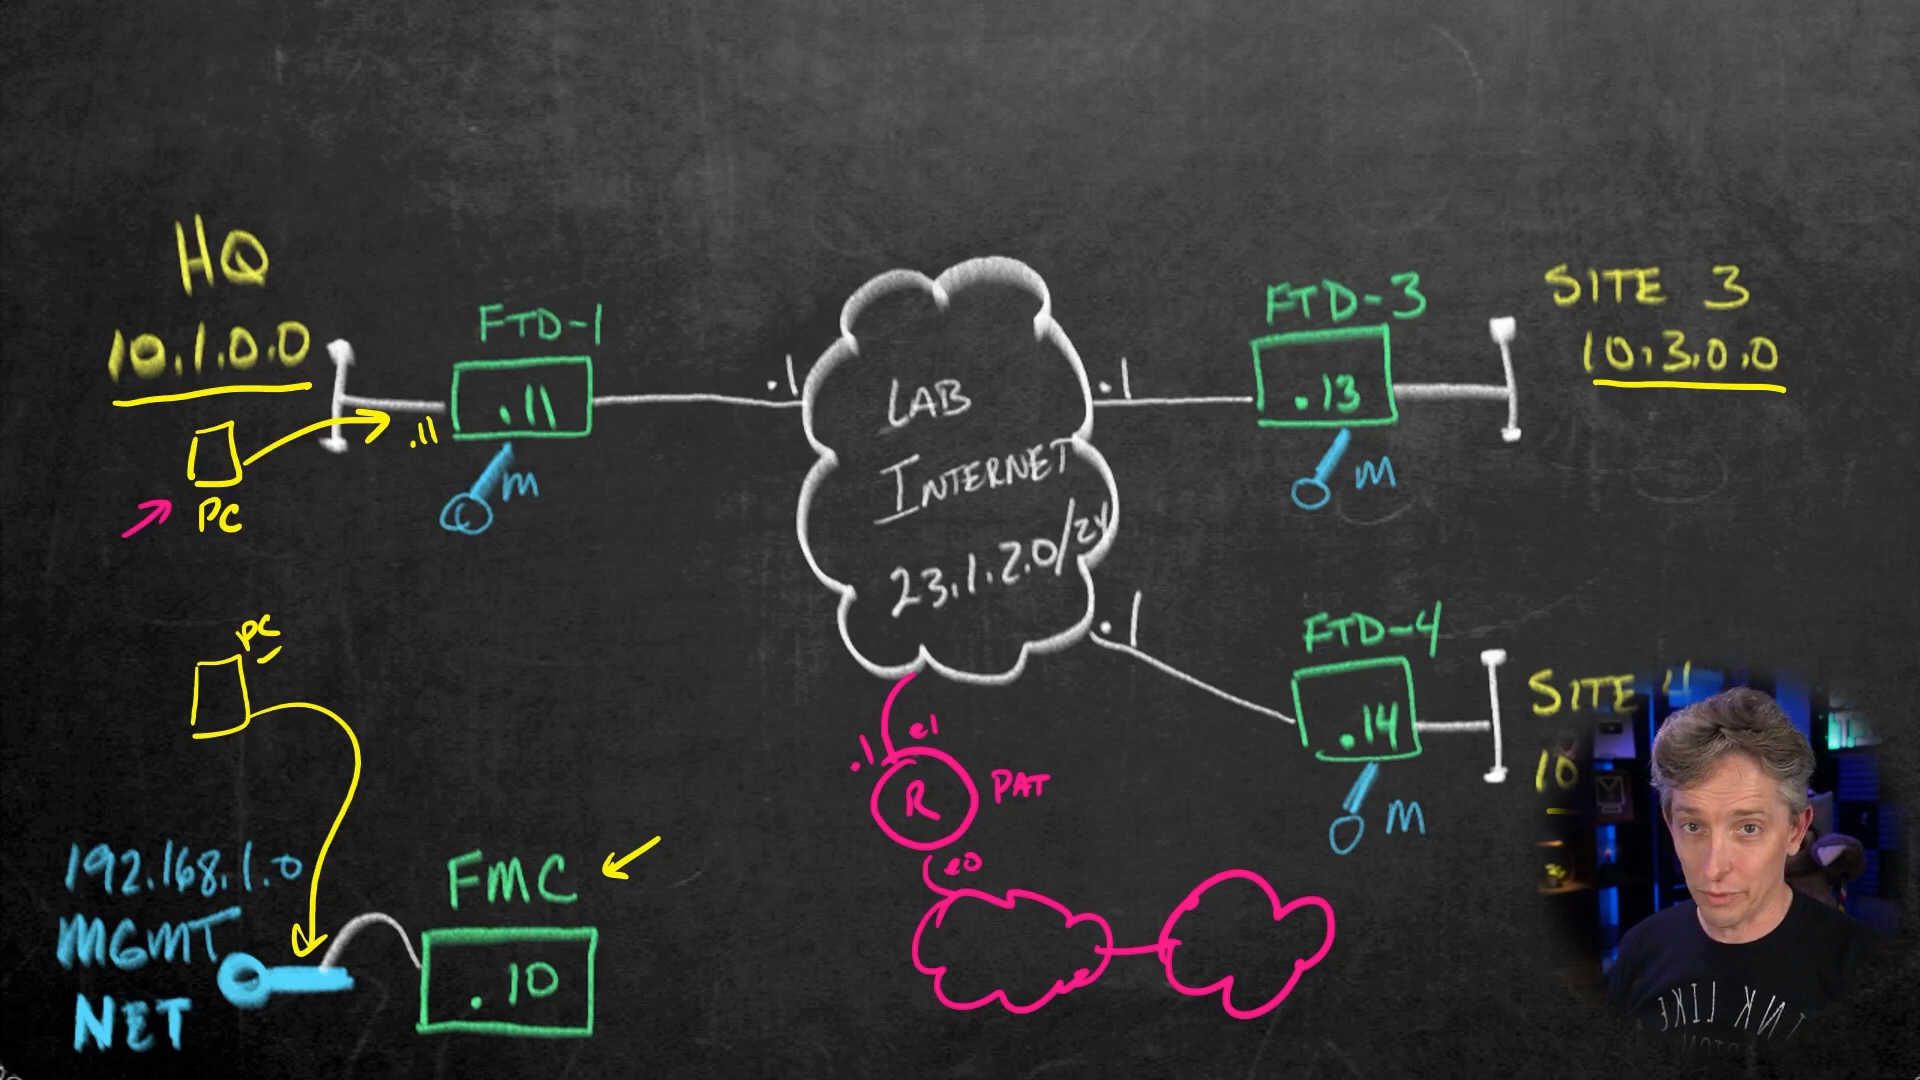 HQ
10.1.0.0
PC
.11
FTD-1
.11
m
.1
LAB
INTERNET
23.1.2.0/24
.1
FTD-3
.13
m
SITE 3
10.3.0.0
.1
FTD-4
.14
m
SITE 4
10
PC
192.168.1.0
MGMT
NET
FMC
.10
e1
.1
R
PAT
e0